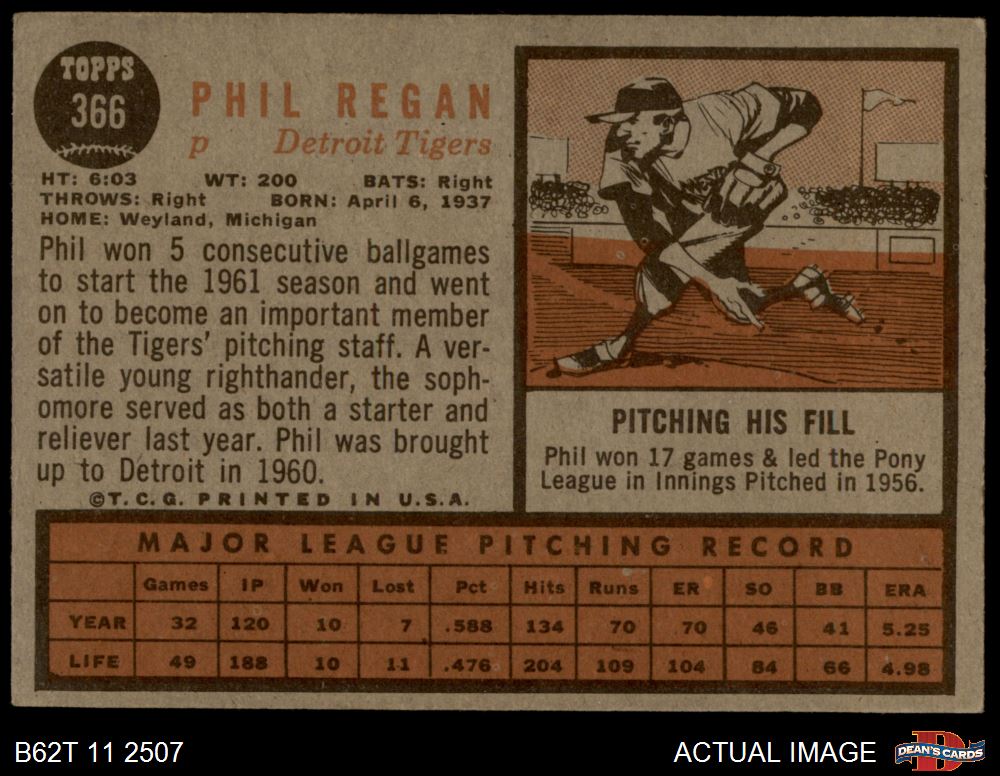 TOPPS
366
PHIL REGAN
p Detroit Tigers
HT: 6:03 WT: 200 BATS: Right
THROWS: Right BORN: April 6, 1937
HOME: Weyland, Michigan
Phil won 5 consecutive ballgames
to start the 1961 season and went
on to become an important member
of the Tigers' pitching staff. A ver-
satile young righthander, the soph-
omore served as both a starter and
reliever last year. Phil was brought
up to Detroit in 1960.
©T.C.G. PRINTED IN U.S.A.
PITCHING HIS FILL
Phil won 17 games & led the Pony
League in Innings Pitched in 1956.
MAJOR LEAGUE PITCHING RECORD
Games IP Won Lost Pct Hits Runs ER SO BB ERA
YEAR 32 120 10 7 .588 134 70 70 46 41 5.25
LIFE 49 188 10 11 .476 204 109 104 84 66 4.98
B62T 11 2507 ACTUAL IMAGE DEAN'S CARDS